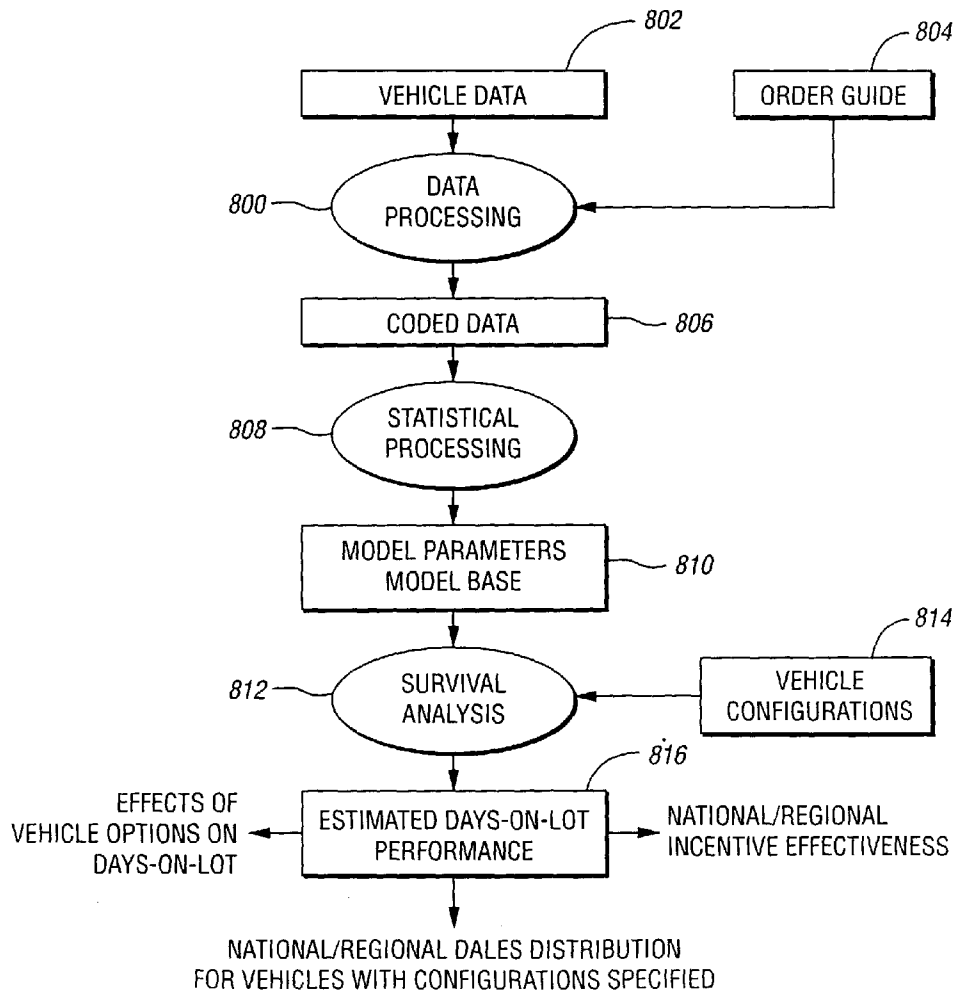 802
804
VEHICLE DATA
ORDER GUIDE
800
DATA
PROCESSING
CODED DATA
806
808
STATISTICAL
PROCESSING
MODEL PARAMETERS
MODEL BASE
810
814
812
SURVIVAL
ANALYSIS
VEHICLE
CONFIGURATIONS
816
EFFECTS OF
VEHICLE OPTIONS ON
DAYS-ON-LOT
ESTIMATED DAYS-ON-LOT
PERFORMANCE
NATIONAL/REGIONAL
INCENTIVE EFFECTIVENESS
NATIONAL/REGIONAL DALES DISTRIBUTION
FOR VEHICLES WITH CONFIGURATIONS SPECIFIED